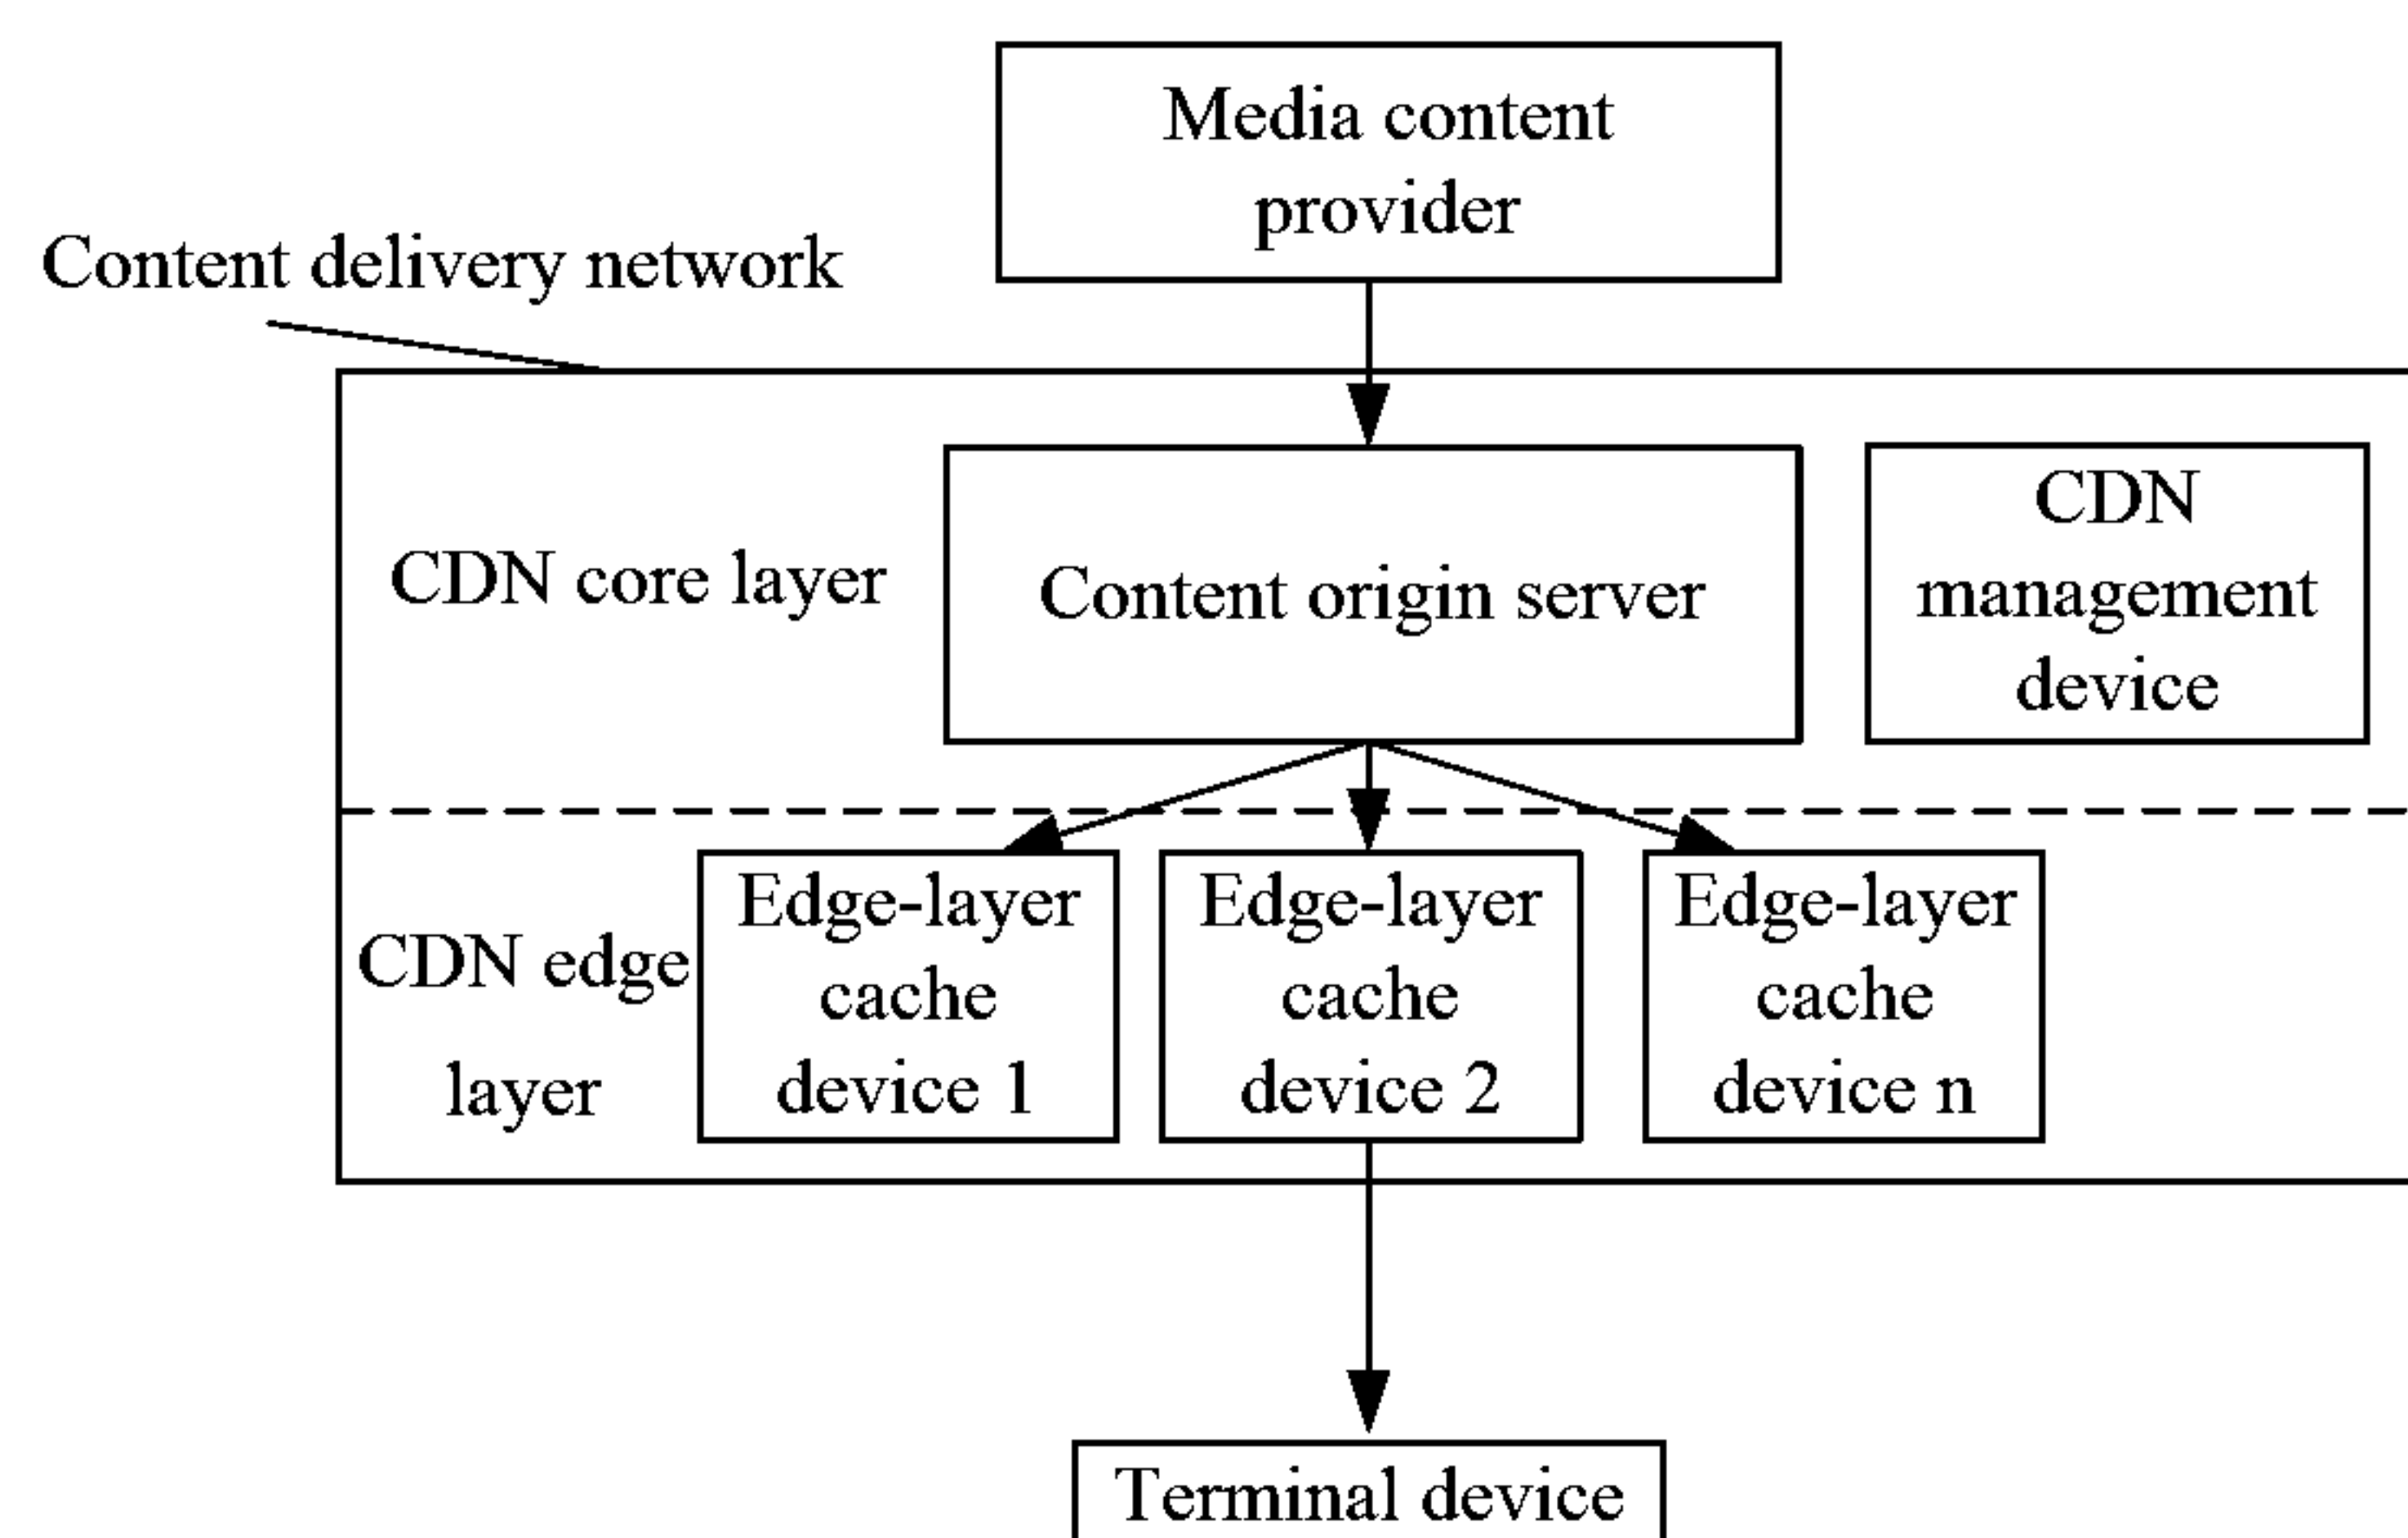 Media content
provider
Content delivery network
CDN core layer
Content origin server
CDN
management
device
CDN edge
layer
Edge-layer
cache
device 1
Edge-layer
cache
device 2
Edge-layer
cache
device n
Terminal device